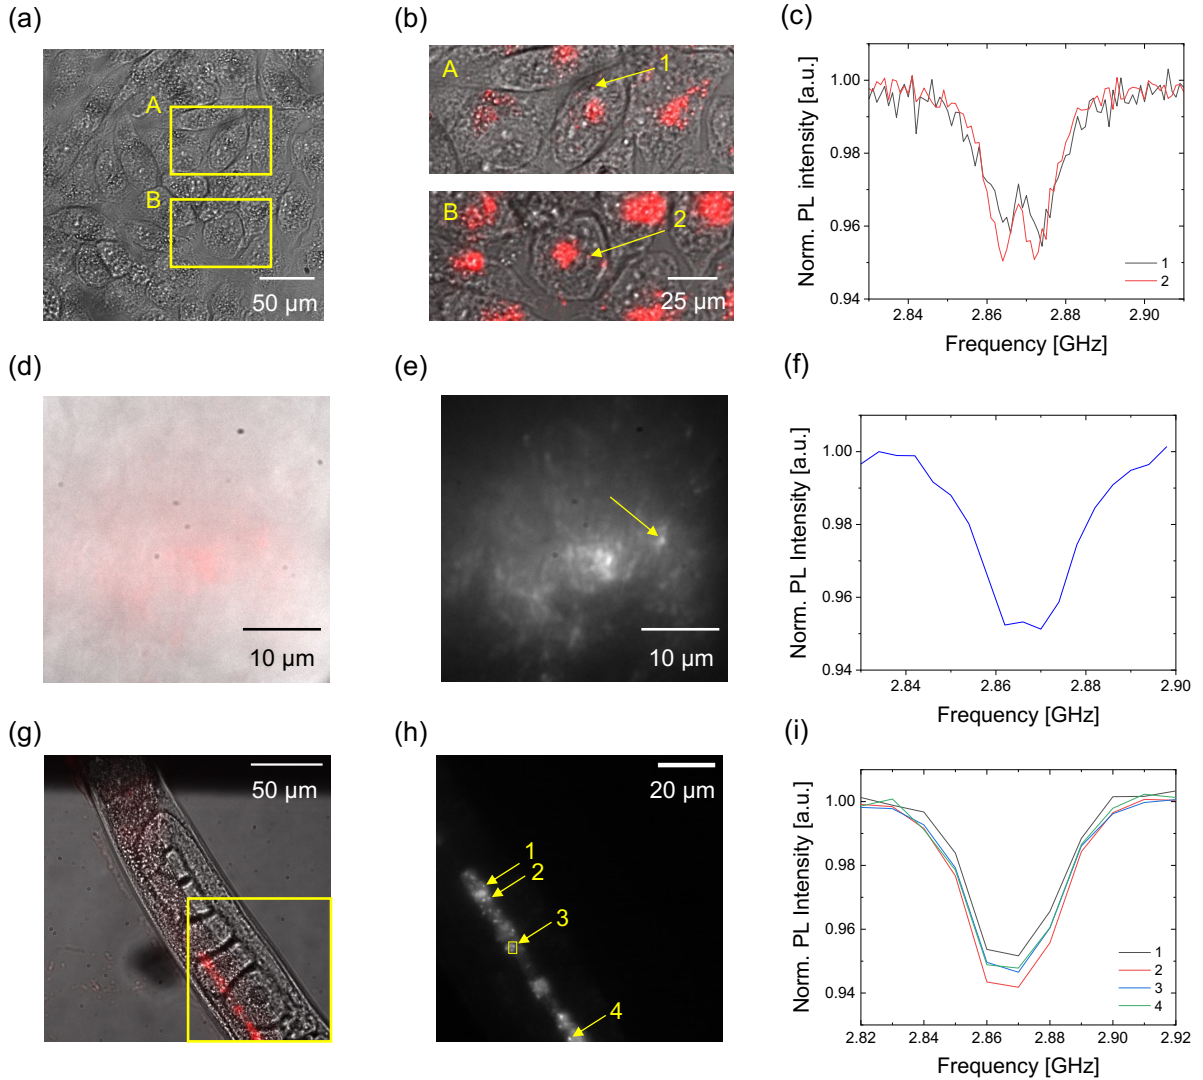 (a)
A
B
50 µm
(b)
A
1
B
2
25 µm
(c)
Norm. PL intensity [a.u.]
1.00
0.98
0.96
0.94
1
2
2.84 2.86 2.88 2.90
Frequency [GHz]
(d)
10 µm
(e)
10 µm
(f)
Norm. PL Intensity [a.u.]
1.00
0.98
0.96
0.94
2.84 2.86 2.88 2.90
Frequency [GHz]
(g)
50 µm
(h)
20 µm
1
2
3
4
(i)
Norm. PL Intensity [a.u.]
1.00
0.98
0.96
0.94
1
2
3
4
2.82 2.84 2.86 2.88 2.90 2.92
Frequency [GHz]